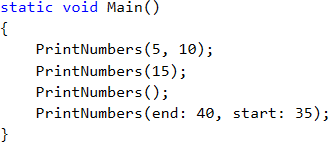 static void Main()
{
    PrintNumbers(5, 10);
    PrintNumbers(15);
    PrintNumbers();
    PrintNumbers(end: 40, start: 35);
}